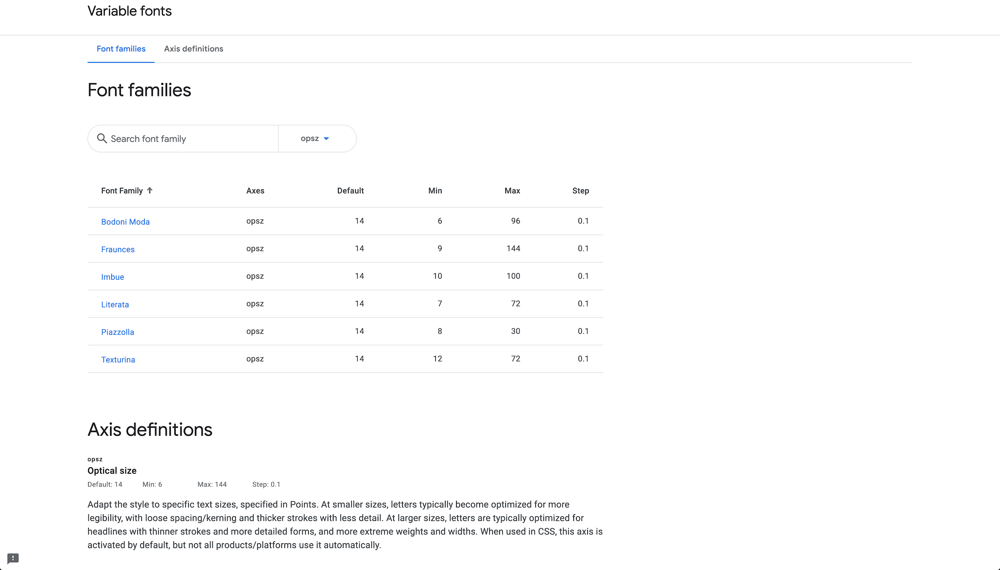 Variable fonts
Font families Axis definitions
Font families
Search font family opsz
Font Family Axes Default Min Max Step
Bodoni Moda opsz 14 6 96 0.1
Fraunces opsz 14 9 144 0.1
Imbue opsz 14 10 100 0.1
Literata opsz 14 7 72 0.1
Piazzolla opsz 14 8 30 0.1
Texturina opsz 14 12 72 0.1
Axis definitions
opsz
Optical size
Default: 14 Min: 6 Max: 144 Step: 0.1
Adapt the style to specific text sizes, specified in Points. At smaller sizes, letters typically become optimized for more
legibility, with loose spacing/kerning and thicker strokes with less detail. At larger sizes, letters are typically optimized for
headlines with thinner strokes and more detailed forms, and more extreme weights and widths. When used in CSS, this axis is
activated by default, but not all products/platforms use it automatically.